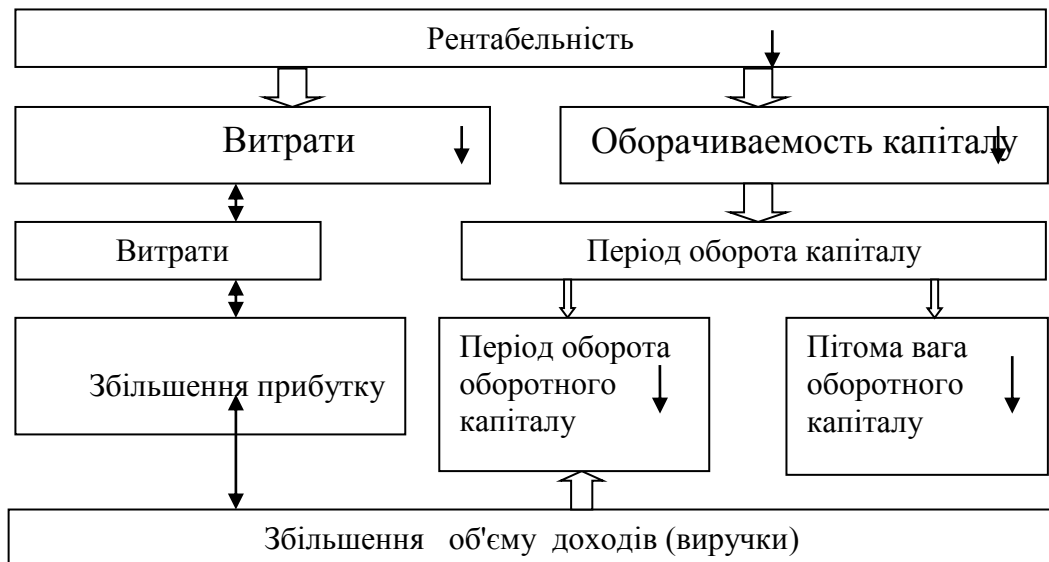 Рентабельність
Витрати
Оборачиваемость капіталу
Витрати
Період оборота капіталу
Збільшення прибутку
Період оборота
оборотного
капіталу
Пітома вага
оборотного
капіталу
Збільшення об'єму доходів (виручки)